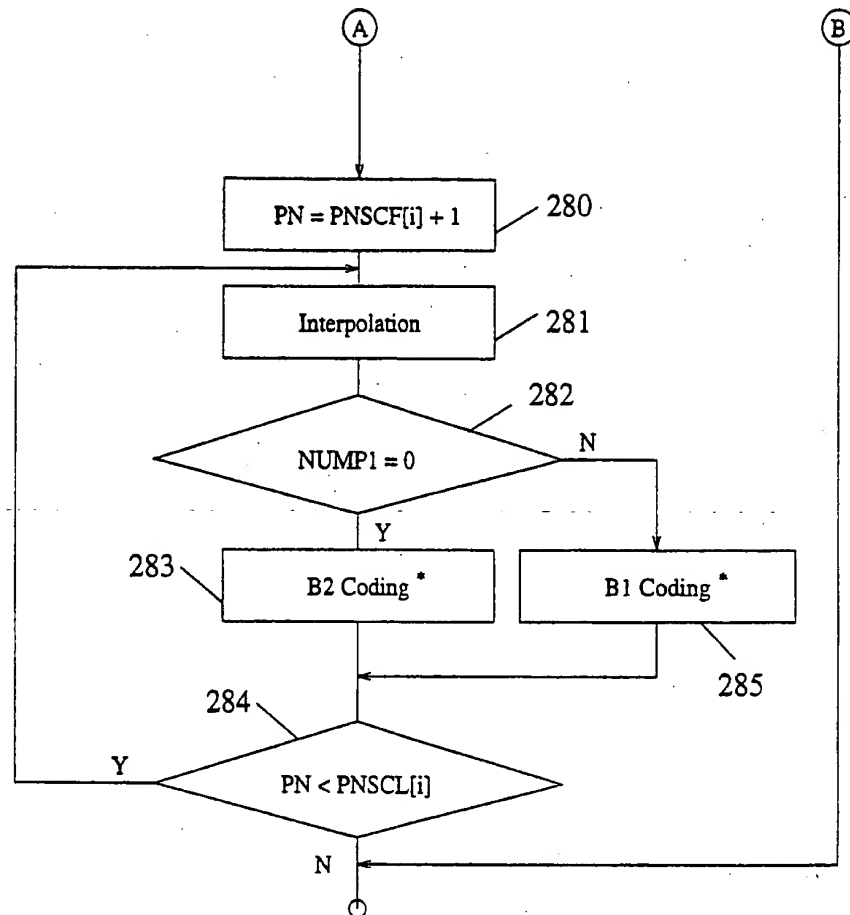 A
B
PN = PNSCF[i] + 1
280
Interpolation
281
282
NUMP1 = 0
N
Y
283
B2 Coding *
B1 Coding *
285
284
Y
PN < PNSCL[i]
N